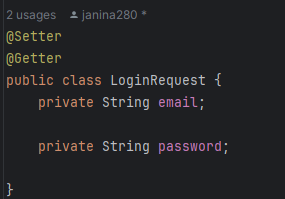 2 usages janina280 *
@Setter
@Getter
public class LoginRequest {
private String email;
private String password;
}